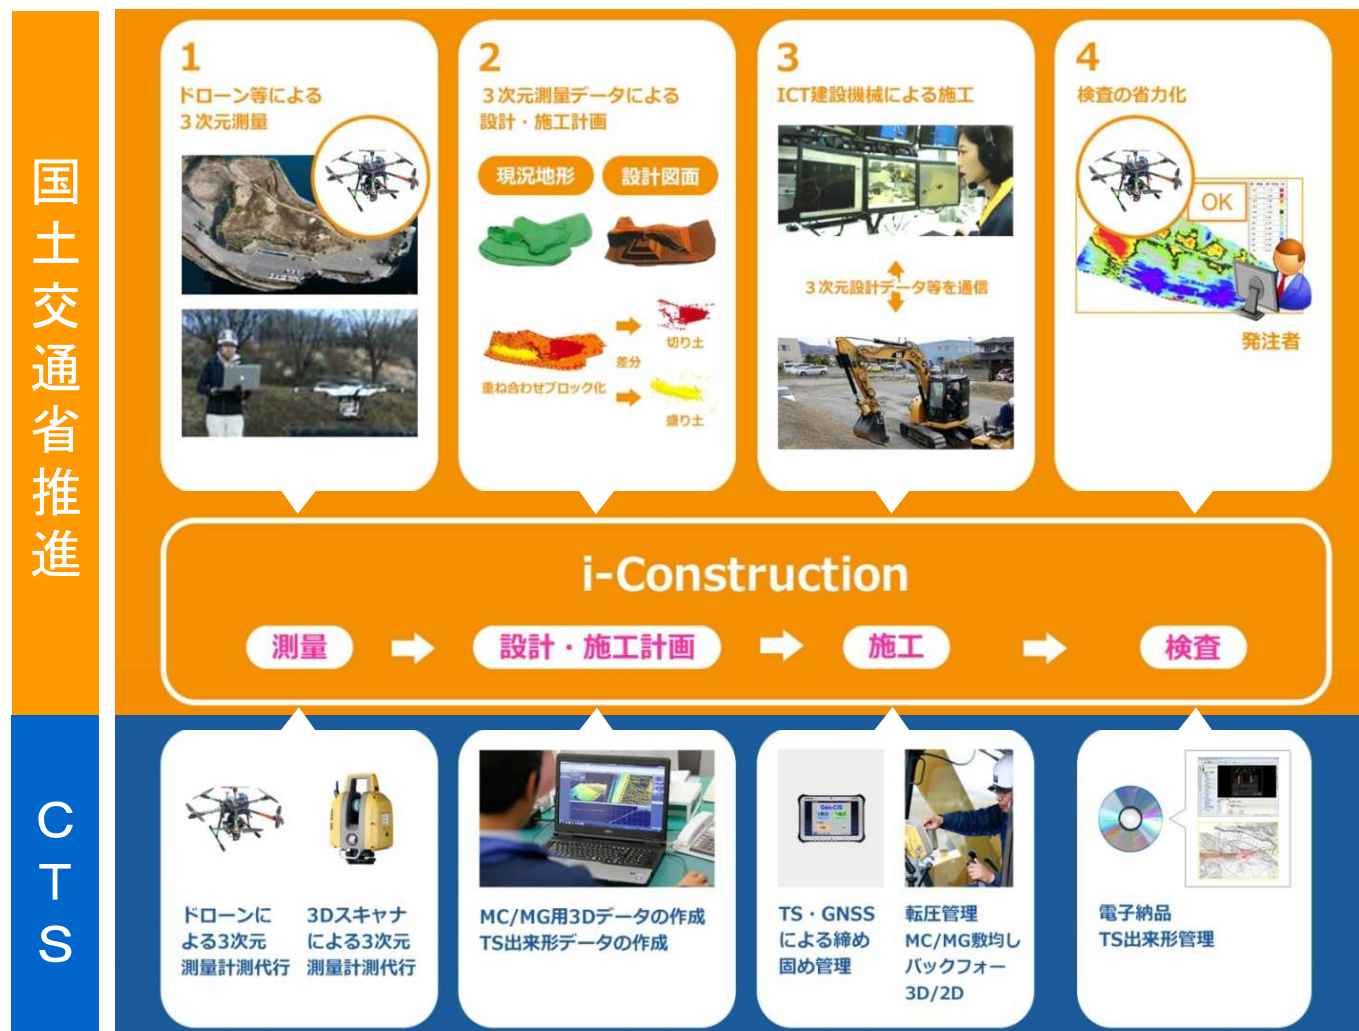 国土交通省推進
1
ドローン等による
３次元測量
2
３次元測量データによる
設計・施工計画
現況地形
設計図面
切り土
差分
重ね合わせブロック化
盛り土
3
ICT建設機械による施工
３次元設計データ等を通信
4
検査の省力化
OK
発注者
i-Construction
測量
設計・施工計画
施工
検査
CTS
ドローンに
よる3次元
測量計測代行
3Dスキャナ
による3次元
測量計測代行
MC/MG用3Dデータの作成
TS出来形データの作成
TS・GNSS
による締め
固め管理
転圧管理
MC/MG敷均し
バックフォー
3D/2D
電子納品
TS出来形管理